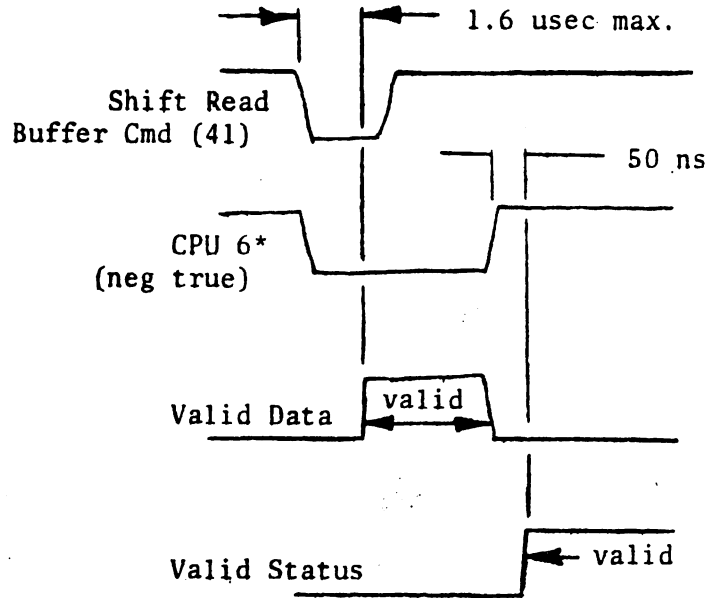 1.6 usec max.
Shift Read
Buffer Cmd (41)
50 ns
CPU 6*
(neg true)
Valid Data
valid
Valid Status
valid